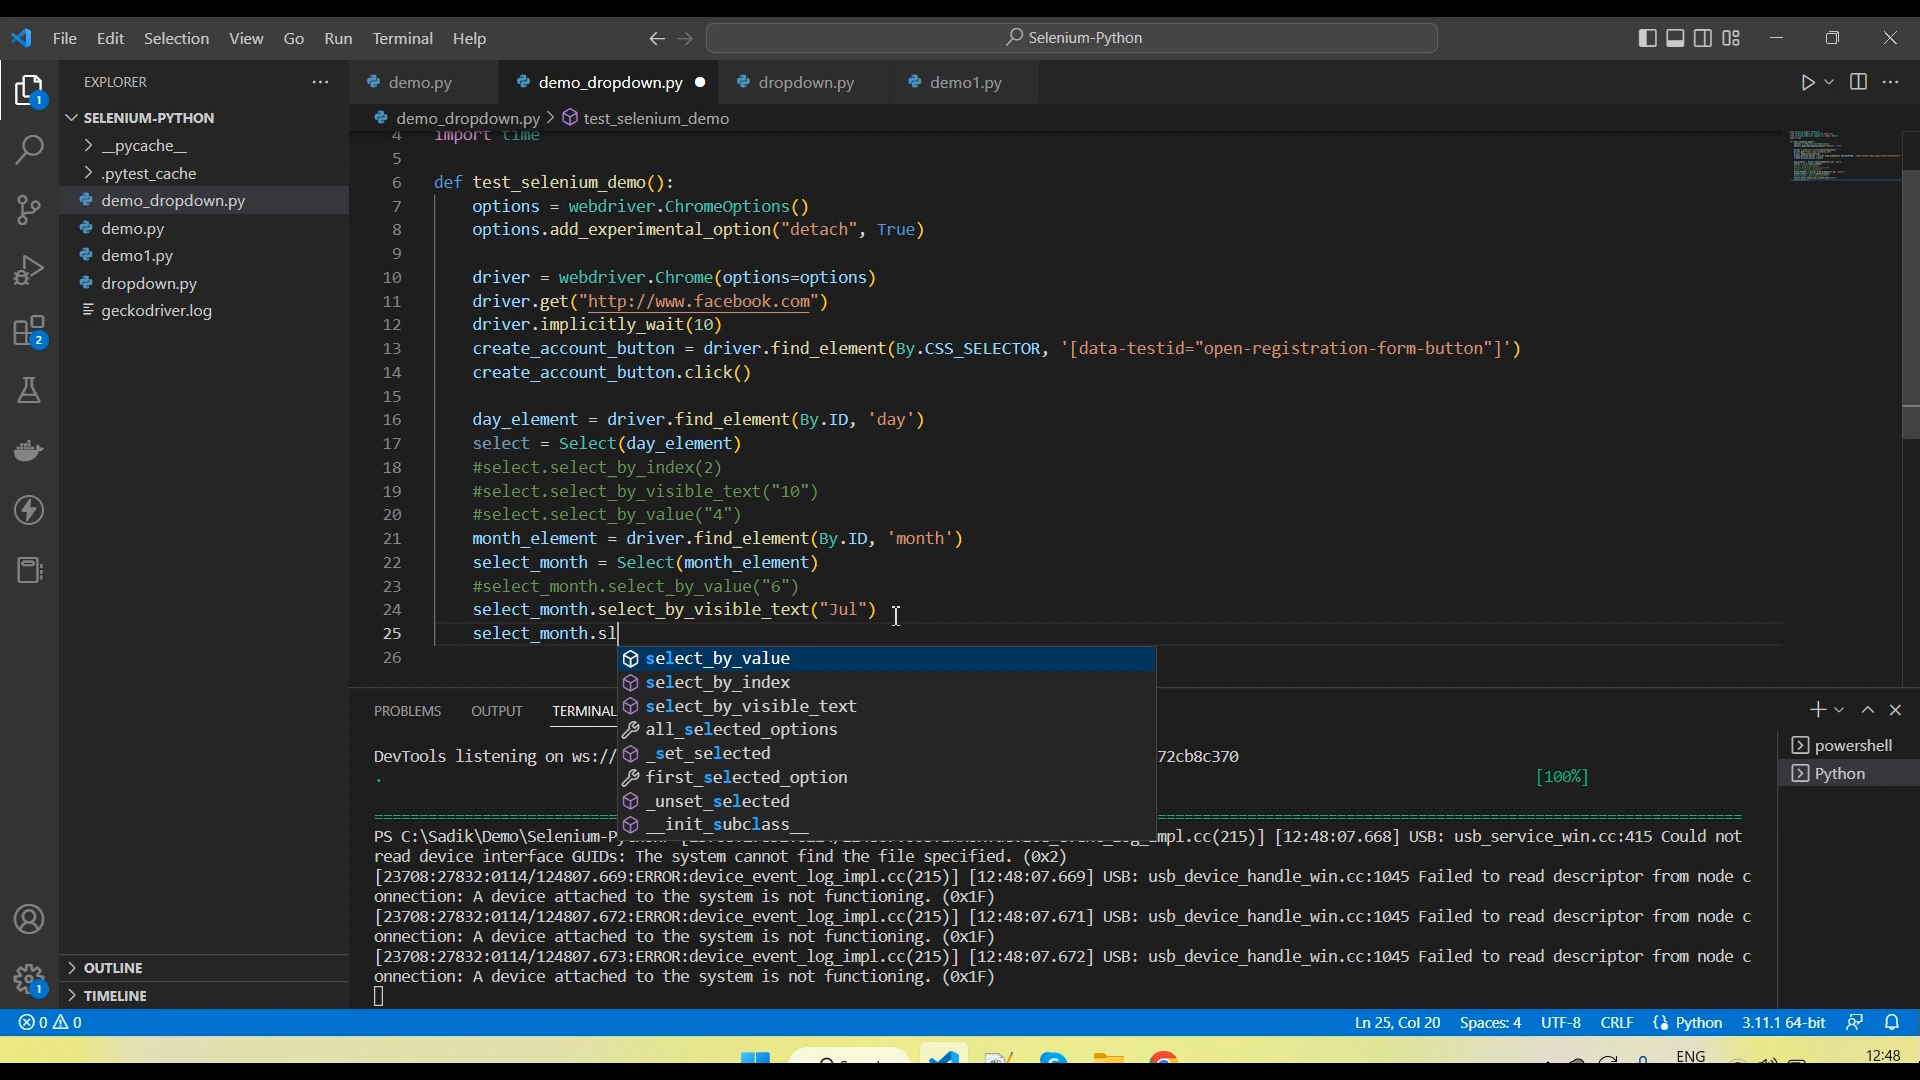 File Edit Selection View Go Run Terminal Help
Selenium-Python
EXPLORER
SELENIUM-PYTHON
__pycache__
.pytest_cache
demo_dropdown.py
demo.py
demo1.py
dropdown.py
geckodriver.log
OUTLINE
TIMELINE
1
2
1
demo.py demo_dropdown.py dropdown.py demo1.py
demo_dropdown.py > test_selenium_demo
4 import time
5
6 def test_selenium_demo():
7 options = webdriver.ChromeOptions()
8 options.add_experimental_option("detach", True)
9
10 driver = webdriver.Chrome(options=options)
11 driver.get("http://www.facebook.com")
12 driver.implicitly_wait(10)
13 create_account_button = driver.find_element(By.CSS_SELECTOR, '[data-testid="open-registration-form-button"]')
14 create_account_button.click()
15
16 day_element = driver.find_element(By.ID, 'day')
17 select = Select(day_element)
18 #select.select_by_index(2)
19 #select.select_by_visible_text("10")
20 #select.select_by_value("4")
21 month_element = driver.find_element(By.ID, 'month')
22 select_month = Select(month_element)
23 #select_month.select_by_value("6")
24 select_month.select_by_visible_text("Jul")
25 select_month.sl
26
select_by_value
select_by_index
select_by_visible_text
all_selected_options
_set_selected
first_selected_option
_unset_selected
__init_subclass__
PROBLEMS OUTPUT TERMINAL
powershell
Python
DevTools listening on ws:// 72cb8c370
. [100%]
PS C:\Sadik\Demo\Selenium-P mpl.cc(215)] [12:48:07.668] USB: usb_service_win.cc:415 Could not
read device interface GUIDs: The system cannot find the file specified. (0x2)
[23708:27832:0114/124807.669:ERROR:device_event_log_impl.cc(215)] [12:48:07.669] USB: usb_device_handle_win.cc:1045 Failed to read descriptor from node c
onnection: A device attached to the system is not functioning. (0x1F)
[23708:27832:0114/124807.672:ERROR:device_event_log_impl.cc(215)] [12:48:07.671] USB: usb_device_handle_win.cc:1045 Failed to read descriptor from node c
onnection: A device attached to the system is not functioning. (0x1F)
[23708:27832:0114/124807.673:ERROR:device_event_log_impl.cc(215)] [12:48:07.672] USB: usb_device_handle_win.cc:1045 Failed to read descriptor from node c
onnection: A device attached to the system is not functioning. (0x1F)
0 0 Ln 25, Col 20 Spaces: 4 UTF-8 CRLF Python 3.11.1 64-bit
ENG 12:48